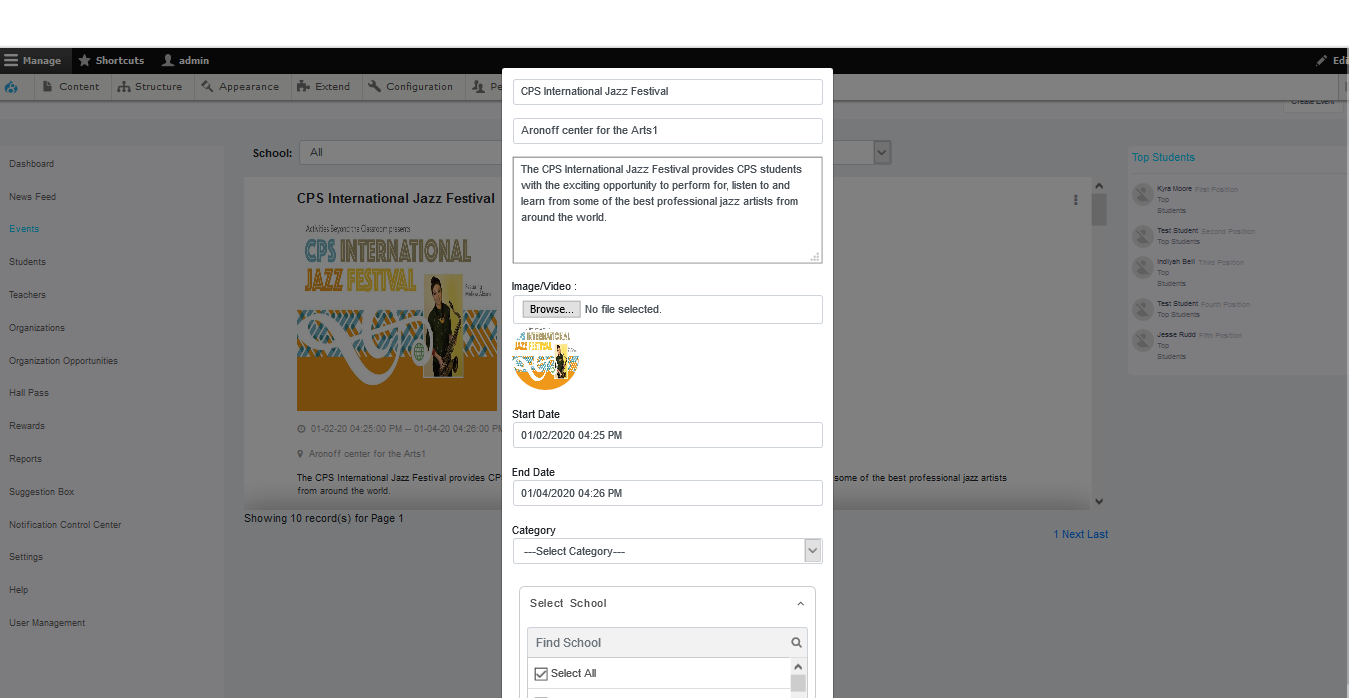 Manage
Shortcuts
admin
Edi
Content
Structure
Appearance
Extend
Configuration
Pe
Create Event
Dashboard
News Feed
Events
Students
Teachers
Organizations
Organization Opportunities
Hall Pass
Rewards
Reports
Suggestion Box
Notification Control Center
Settings
Help
User Management
School:
All
CPS International Jazz Festival
Activities Beyond the Classroom presents
CPS INTERNATIONAL
JAZZ FESTIVAL
Featuring
01-02-20 04:25:00 PM -- 01-04-20 04:26:00 PM
Aronoff center for the Arts1
The CPS International Jazz Festival provides CP
some of the best professional jazz artists
from around the world.
Showing 10 record(s) for Page 1
1 Next Last
CPS International Jazz Festival
Aronoff center for the Arts1
The CPS International Jazz Festival provides CPS students
with the exciting opportunity to perform for, listen to and
learn from some of the best professional jazz artists from
around the world.
Image/Video :
Browse... No file selected.
CPS INTERNATIONAL
JAZZ FESTIVAL
Start Date
01/02/2020 04:25 PM
End Date
01/04/2020 04:26 PM
Category
---Select Category---
Select School
Find School
Select All
Top Students
Kyra Moore First Position
Top
Students
Test Student Second Position
Top Students
Indiyah Bell Third Position
Top
Students
Test Student Fourth Position
Top Students
Jesse Rudd Fifth Position
Top
Students